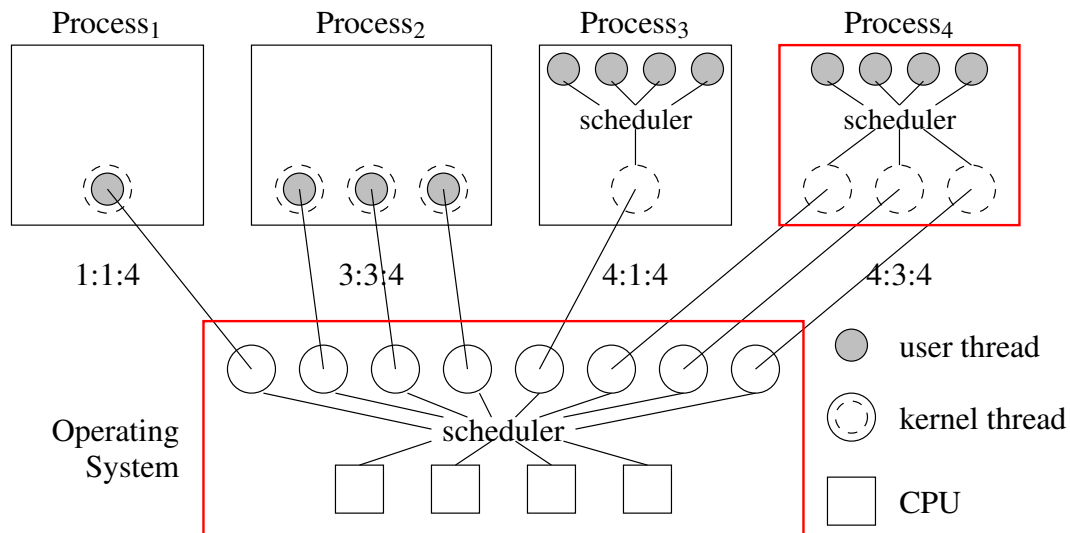 Process₁ Process₂ Process₃ Process₄
scheduler scheduler
1:1:4 3:3:4 4:1:4 4:3:4
user thread
kernel thread
scheduler
Operating
System
CPU